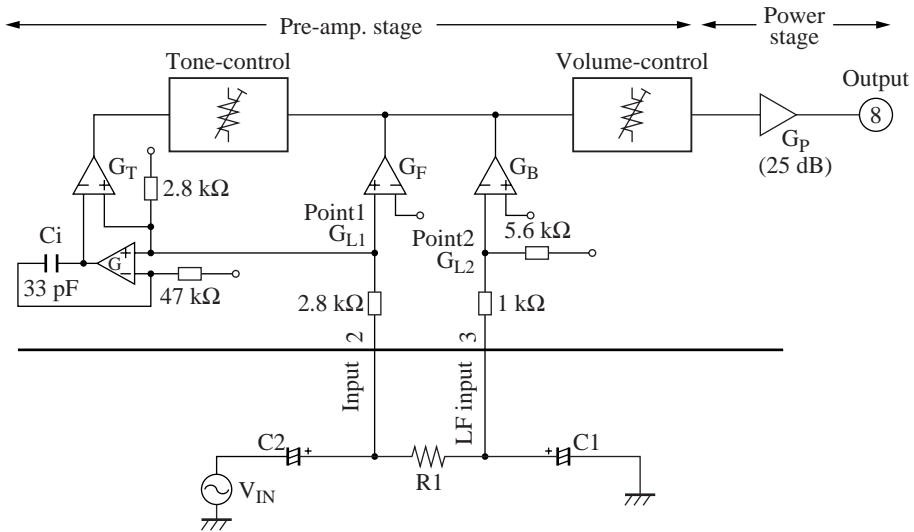 Pre-amp. stage
Power
stage
Tone-control
Volume-control
Output
8
G_T
2.8 kΩ
G_F
G_B
G_P
(25 dB)
Point1
G_L1
Point2
G_L2
5.6 kΩ
Ci
G
33 pF
47 kΩ
2.8 kΩ
1 kΩ
2
3
Input
LF input
C2
C1
R1
V_IN